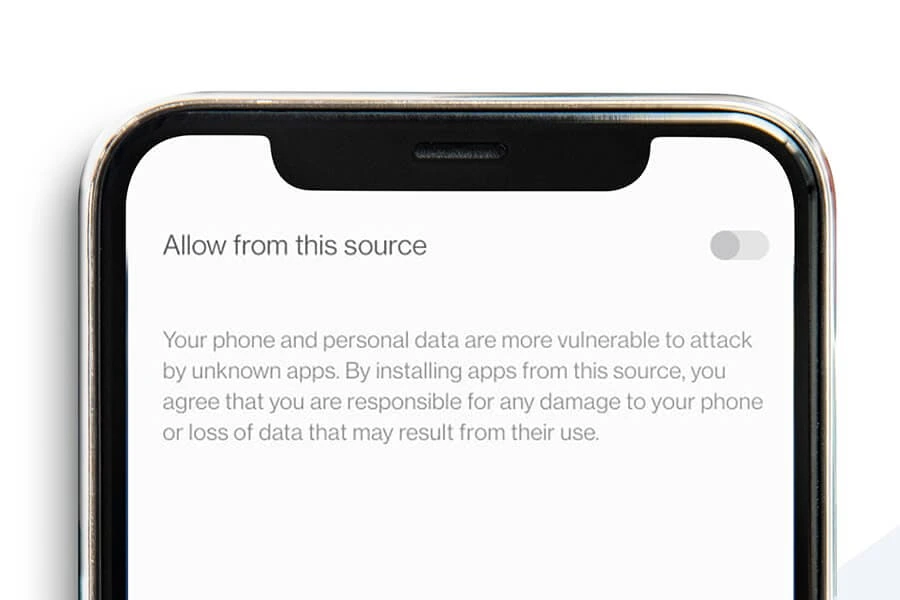 Allow from this source
Your phone and personal data are more vulnerable to attack
by unknown apps. By installing apps from this source, you
agree that you are responsible for any damage to your phone
or loss of data that may result from their use.